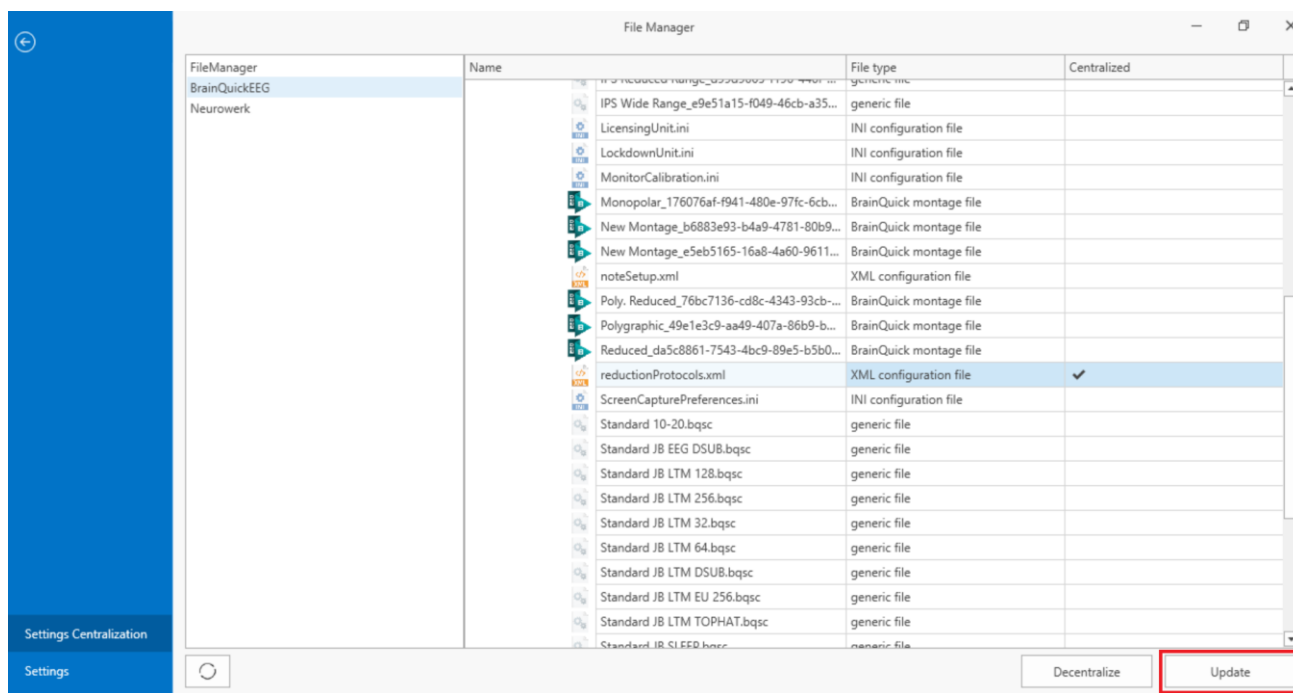 File Manager
FileManager
BrainQuickEEG
Neurowerk
Name File type Centralized
generic file
IPS Wide Range_e9e51a15-f049-46cb-a35... generic file
LicensingUnit.ini INI configuration file
LockdownUnit.ini INI configuration file
MonitorCalibration.ini INI configuration file
Monopolar_176076af-f941-480e-97fc-6cb... BrainQuick montage file
New Montage_b6883e93-b4a9-4781-80b9... BrainQuick montage file
New Montage_e5eb5165-16a8-4a60-9611... BrainQuick montage file
noteSetup.xml XML configuration file
Poly. Reduced_76bc7136-cd8c-4343-93cb-... BrainQuick montage file
Polygraphic_49e1e3c9-aa49-407a-86b9-b... BrainQuick montage file
Reduced_da5c8861-7543-4bc9-89e5-b5b0... BrainQuick montage file
reductionProtocols.xml XML configuration file ✔
ScreenCapturePreferences.ini INI configuration file
Standard 10-20.bqsc generic file
Standard JB EEG DSUB.bqsc generic file
Standard JB LTM 128.bqsc generic file
Standard JB LTM 256.bqsc generic file
Standard JB LTM 32.bqsc generic file
Standard JB LTM 64.bqsc generic file
Standard JB LTM DSUB.bqsc generic file
Standard JB LTM EU 256.bqsc generic file
Standard JB LTM TOPHAT.bqsc generic file
Standard JB SLEEP.bqsc generic file
Settings Centralization
Settings
Decentralize
Update